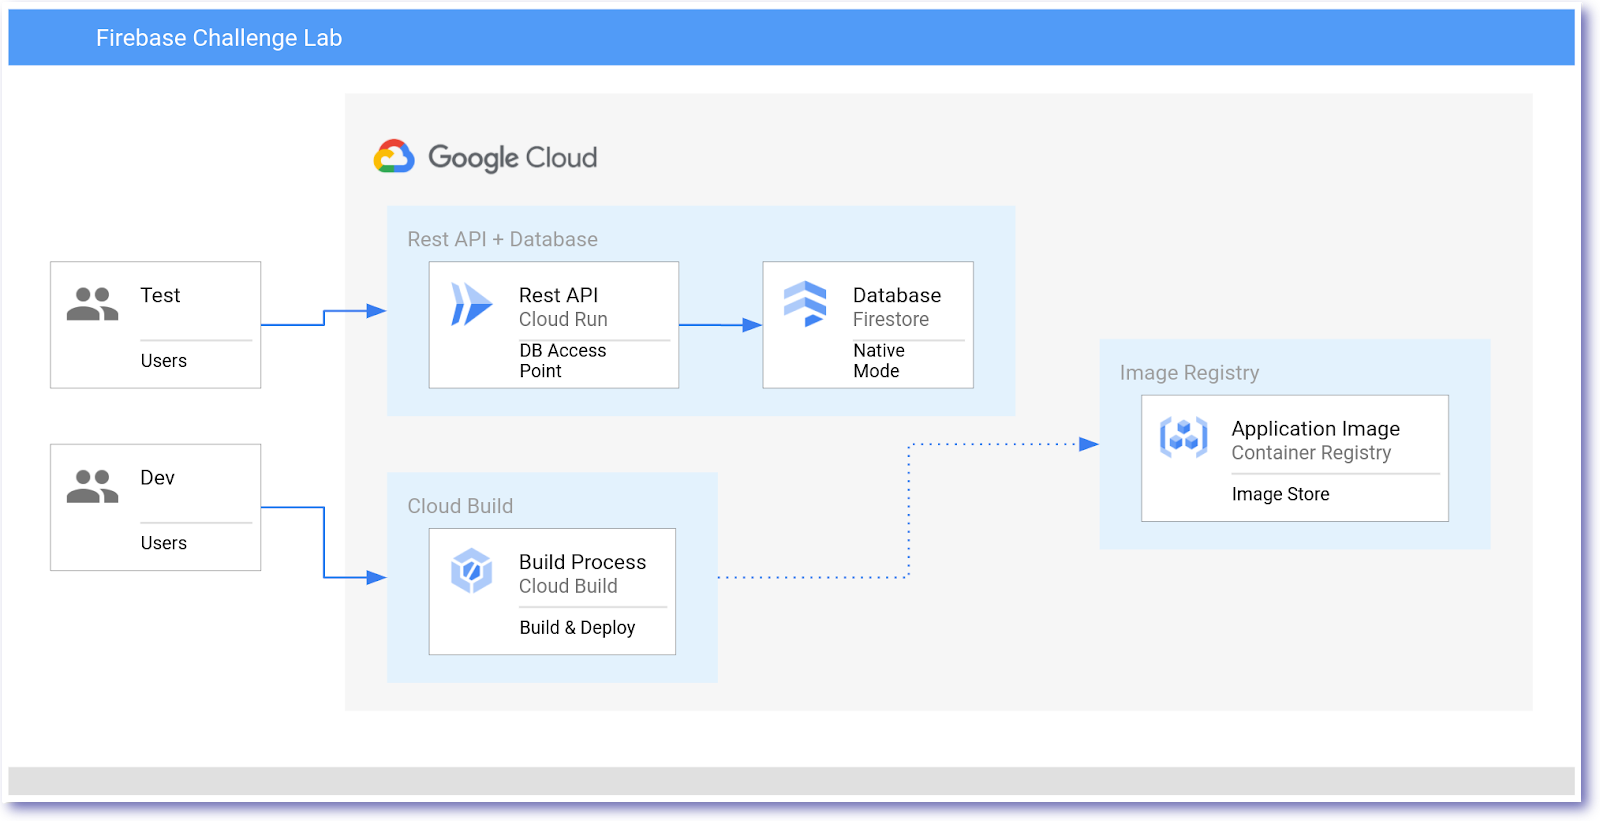 Firebase Challenge Lab
Google Cloud
Rest API + Database
Test
Users
Rest API
Cloud Run
DB Access
Point
Database
Firestore
Native
Mode
Image Registry
Application Image
Container Registry
Image Store
Dev
Users
Cloud Build
Build Process
Cloud Build
Build & Deploy